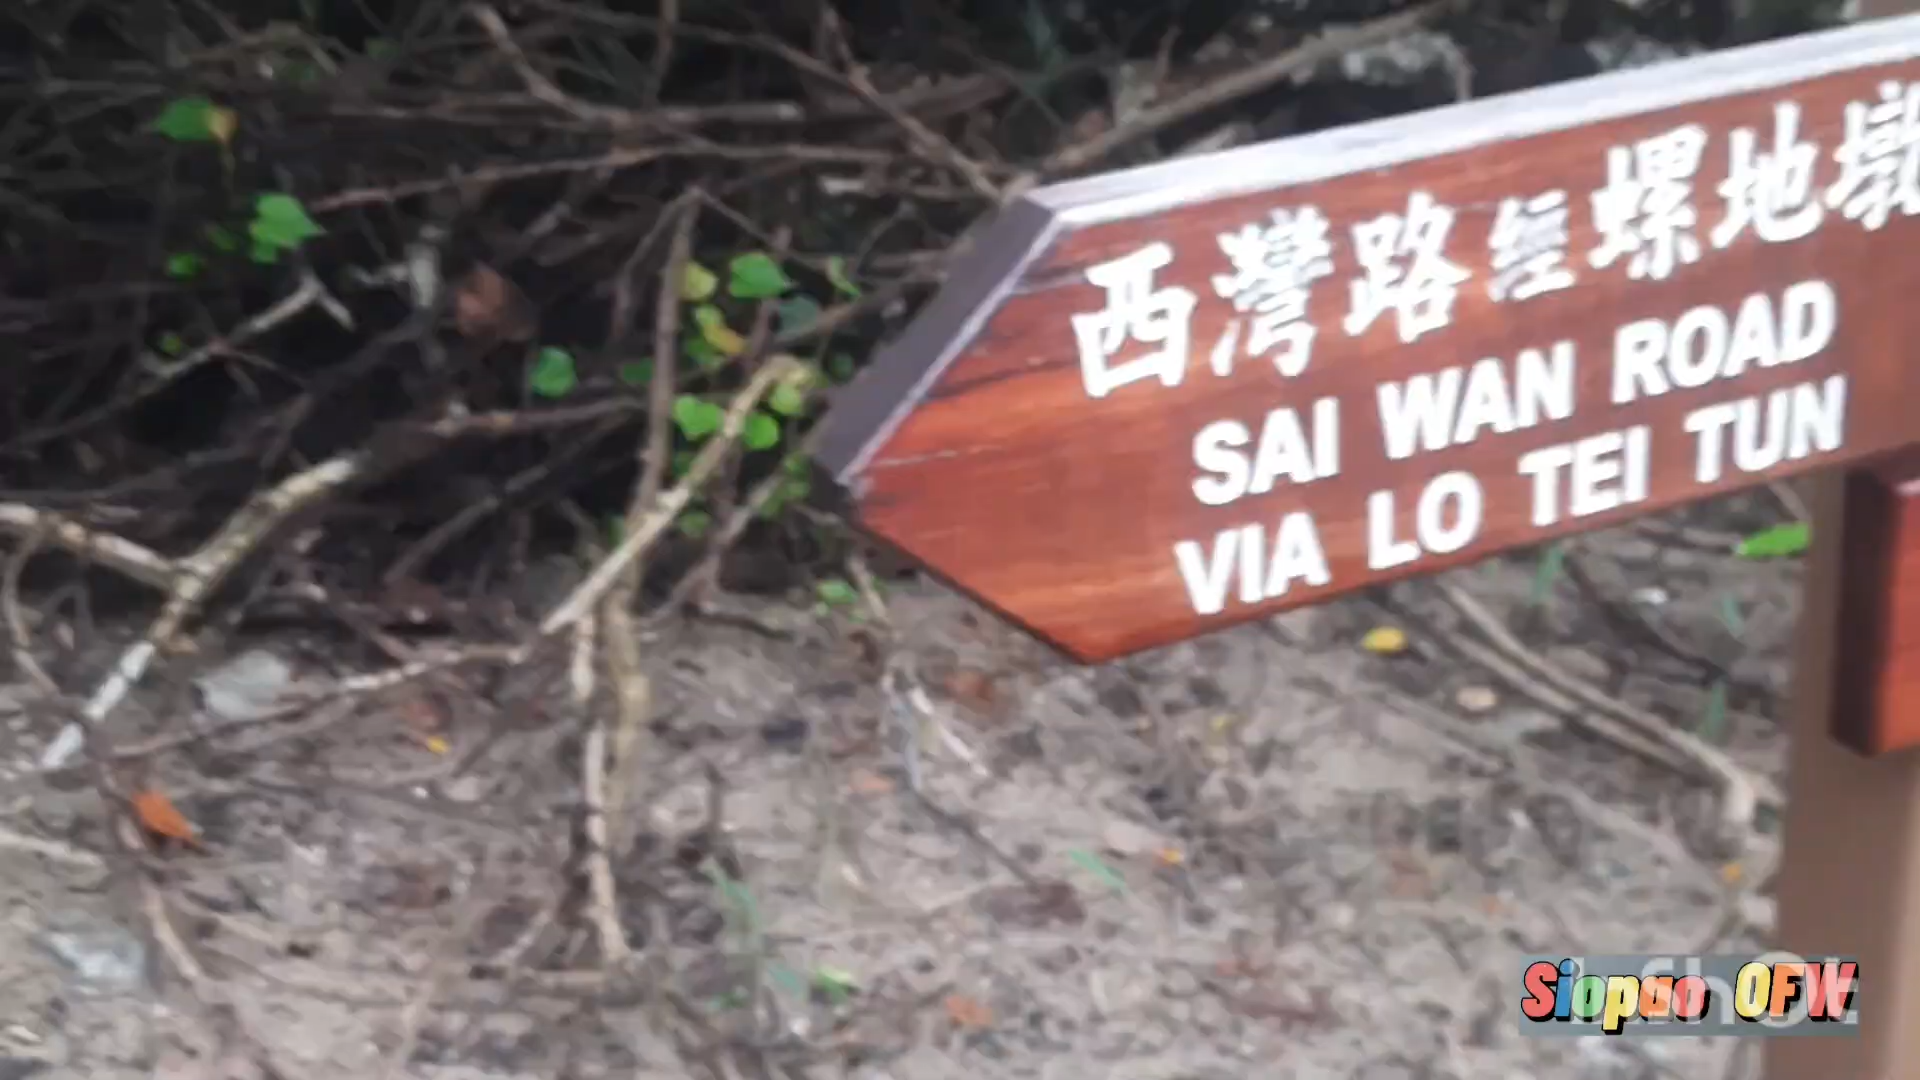 西灣路經螺地墩
SAI WAN ROAD
VIA LO TEI TUN
Siopao OFW